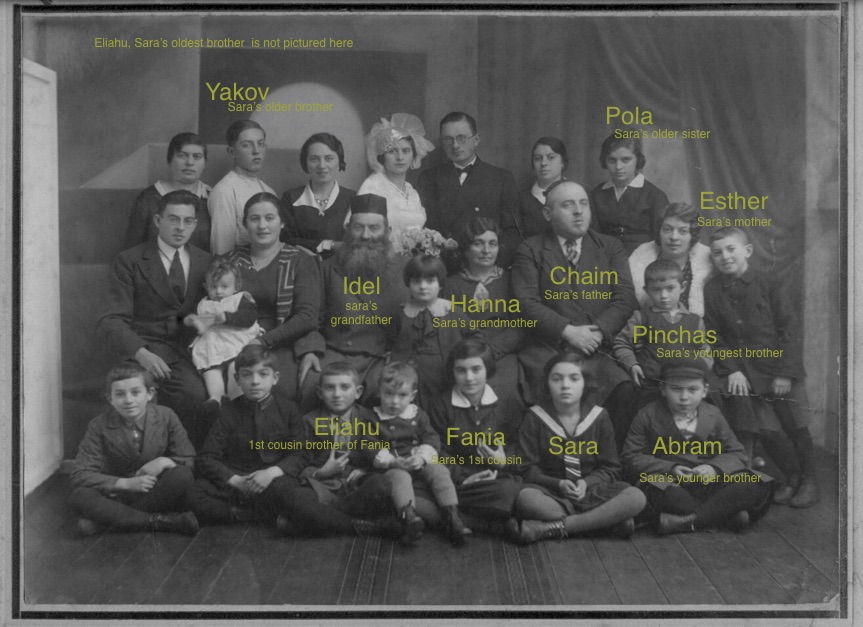 Eliahu, Sara's oldest brother is not pictured here
Yakov
Sara's older brother
Pola
Sara's older sister
Esther
Sara's mother
Idel
sara's
grandfather
Hanna
Sara's grandmother
Chaim
Sara's father
Pinchas
Sara's youngest brother
Eliahu
1st cousin brother of Fania
Fania
Sara's 1st cousin
Sara
Abram
Sara's younger brother